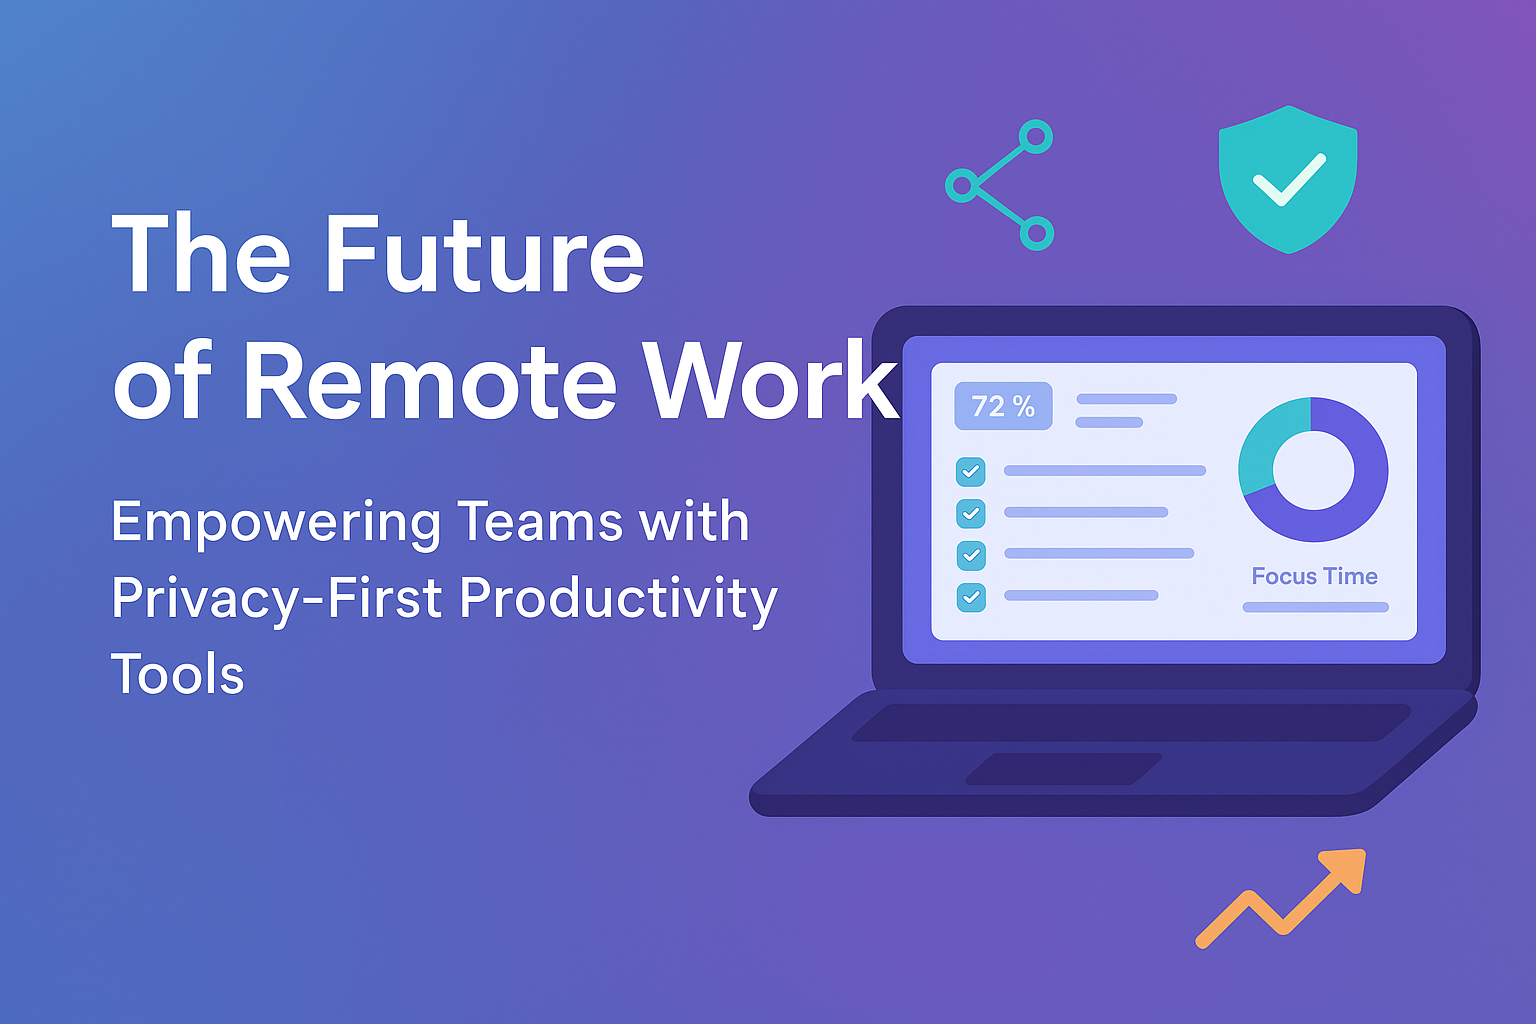 The Future
of Remote Work
Empowering Teams with
Privacy-First Productivity
Tools
72 %
Focus Time